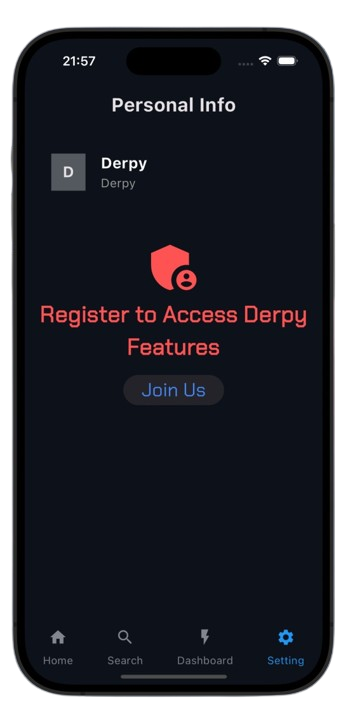 21:57
Personal Info
D
Derpy
Derpy
Register to Access Derpy
Features
Join Us
Home
Search
Dashboard
Setting